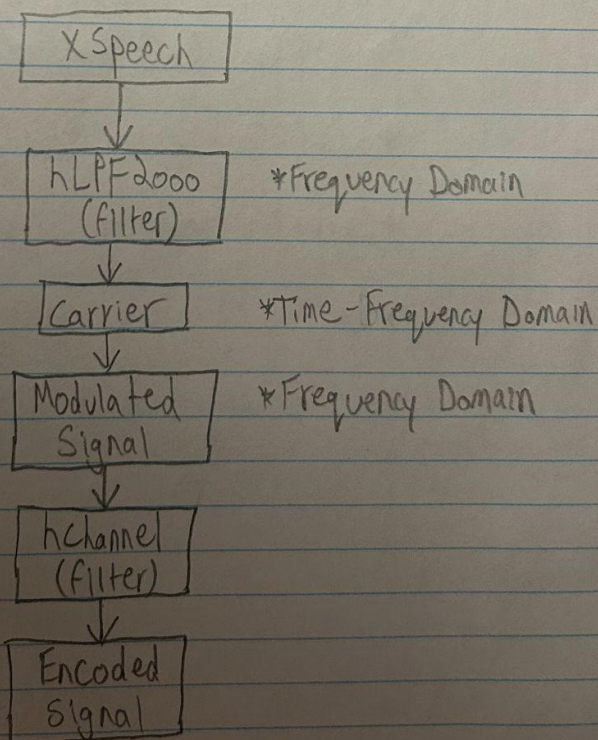 xSpeech
hLPF2000 *Frequency Domain
(filter)
Carrier *Time-Frequency Domain
Modulated *Frequency Domain
Signal
hChannel
(filter)
Encoded
Signal